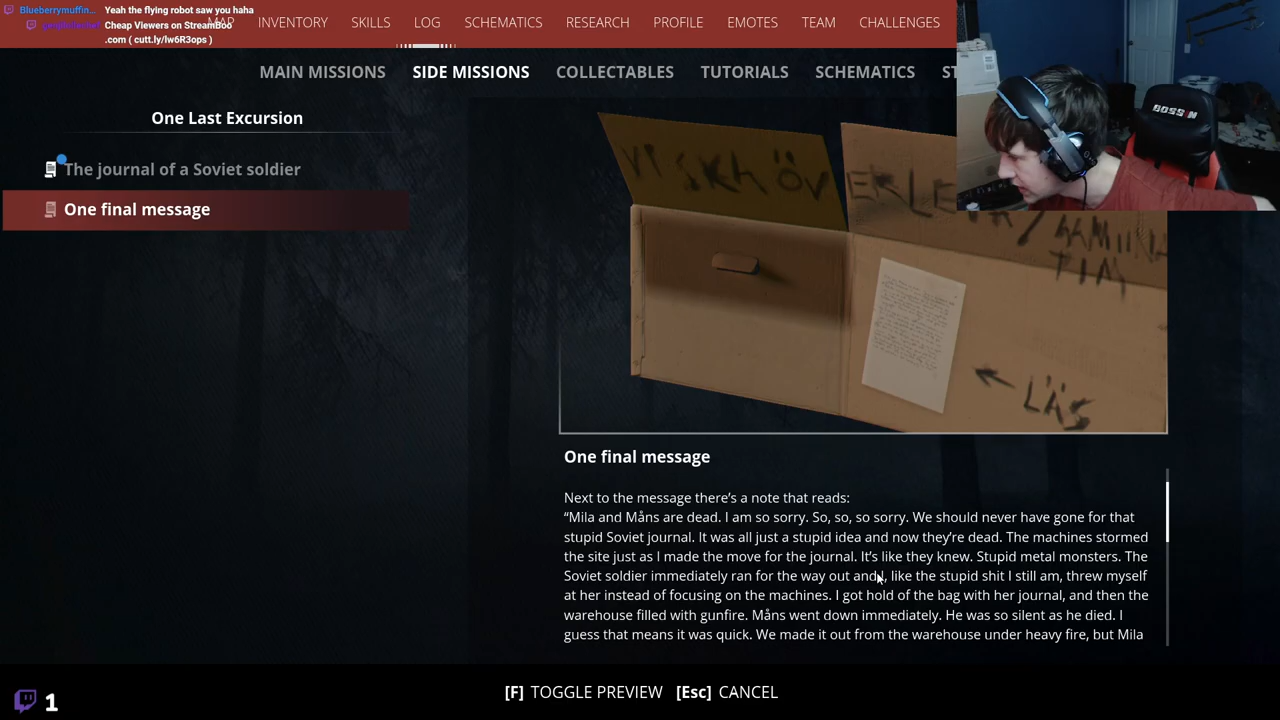 Blueberrymuffin... Yeah the flying robot saw you haha
Cheap Viewers on StreamBoo
.com ( cutt.ly/lw6R3ops )
MAP INVENTORY SKILLS LOG SCHEMATICS RESEARCH PROFILE EMOTES TEAM CHALLENGES
MAIN MISSIONS SIDE MISSIONS COLLECTABLES TUTORIALS SCHEMATICS ST
One Last Excursion
The journal of a Soviet soldier
One final message
VI SKA ÖVERLEVA
GAMMA
TIM
LÄS
BOSSIN
One final message
Next to the message there's a note that reads:
“Mila and Måns are dead. I am so sorry. So, so, so sorry. We should never have gone for that
stupid Soviet journal. It was all just a stupid idea and now they're dead. The machines stormed
the site just as I made the move for the journal. It's like they knew. Stupid metal monsters. The
Soviet soldier immediately ran for the way out and I, like the stupid shit I still am, threw myself
at her instead of focusing on the machines. I got hold of the bag with her journal, and then the
warehouse filled with gunfire. Måns went down immediately. He was so silent as he died. I
guess that means it was quick. We made it out from the warehouse under heavy fire, but Mila
[F] TOGGLE PREVIEW [Esc] CANCEL
1